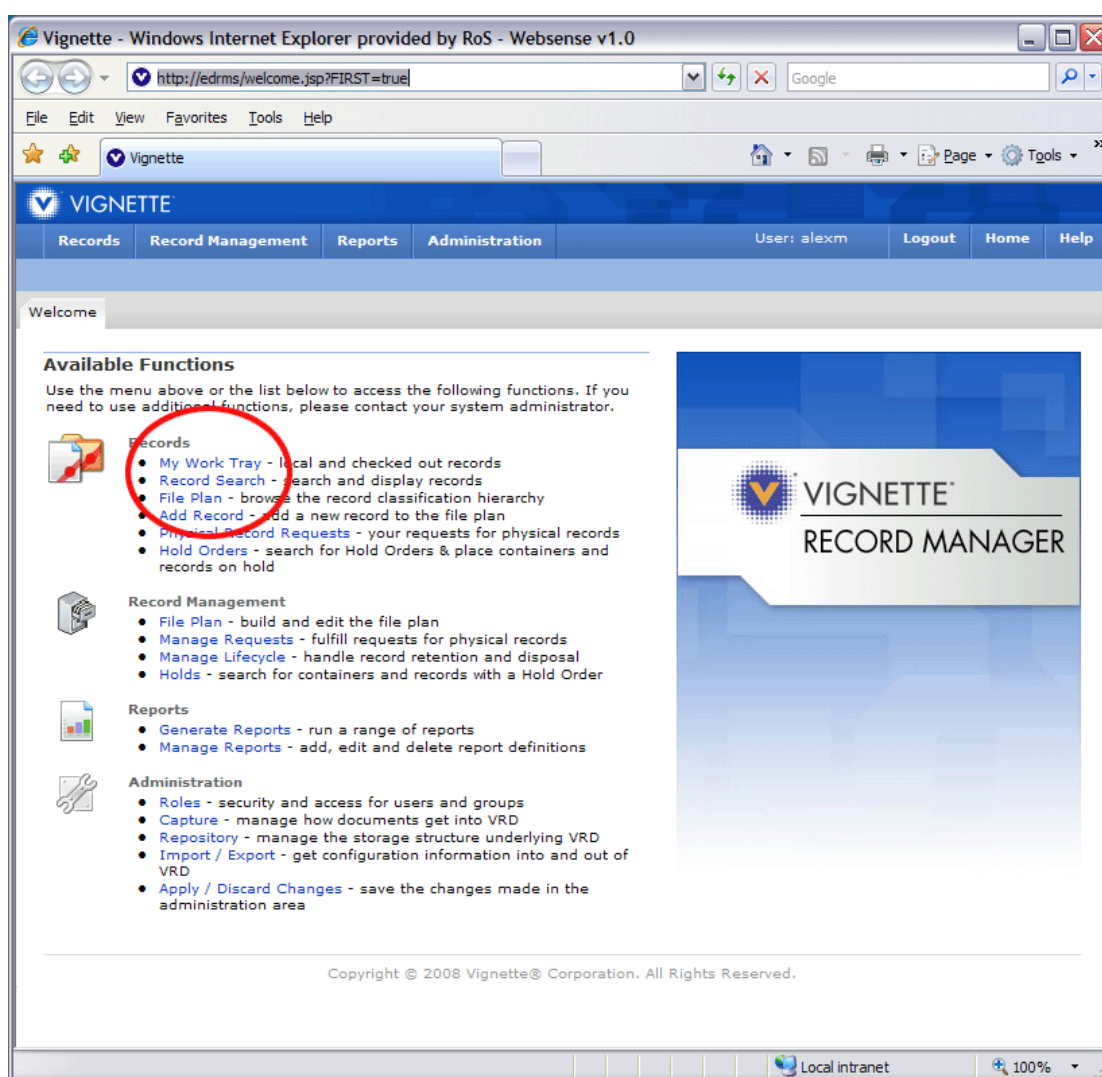 Vignette - Windows Internet Explorer provided by RoS - Websense v1.0
http://edrms/welcome.jsp?FIRST=true
Google
File Edit View Favorites Tools Help
Vignette
Page Tools »
VIGNETTE
Records Record Management Reports Administration User: alexm Logout Home Help
Welcome
Available Functions
Use the menu above or the list below to access the following functions. If you
need to use additional functions, please contact your system administrator.
Records
• My Work Tray - local and checked out records
• Record Search - search and display records
• File Plan - browse the record classification hierarchy
• Add Record - add a new record to the file plan
• Physical Record Requests - your requests for physical records
• Hold Orders - search for Hold Orders & place containers and
records on hold
Record Management
• File Plan - build and edit the file plan
• Manage Requests - fulfill requests for physical records
• Manage Lifecycle - handle record retention and disposal
• Holds - search for containers and records with a Hold Order
Reports
• Generate Reports - run a range of reports
• Manage Reports - add, edit and delete report definitions
Administration
• Roles - security and access for users and groups
• Capture - manage how documents get into VRD
• Repository - manage the storage structure underlying VRD
• Import / Export - get configuration information into and out of
VRD
• Apply / Discard Changes - save the changes made in the
administration area
VIGNETTE
RECORD MANAGER
Copyright © 2008 Vignette® Corporation. All Rights Reserved.
Local intranet 100%